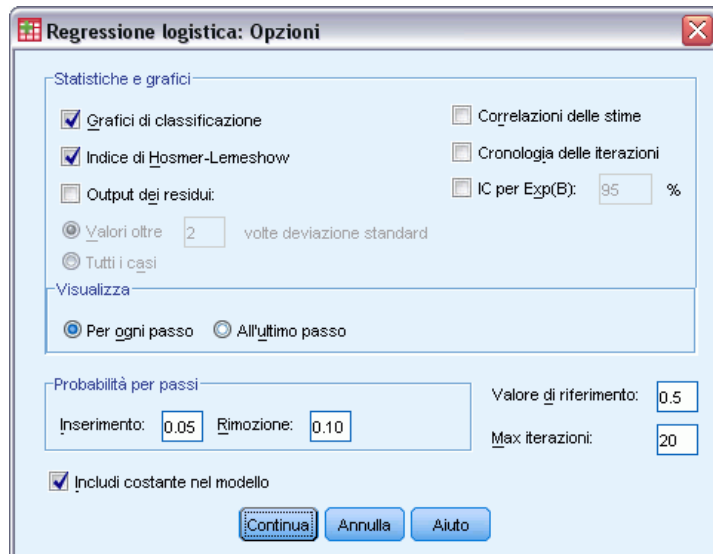 Regressione logistica: Opzioni
Statistiche e grafici
Grafici di classificazione
Correlazioni delle stime
Indice di Hosmer-Lemeshow
Cronologia delle iterazioni
Output dei residui:
IC per Exp(B): 95 %
Valori oltre 2 volte deviazione standard
Tutti i casi
Visualizza
Per ogni passo All'ultimo passo
Probabilità per passi
Inserimento: 0.05 Rimozione: 0.10
Valore di riferimento: 0.5
Max iterazioni: 20
Includi costante nel modello
Continua Annulla Aiuto